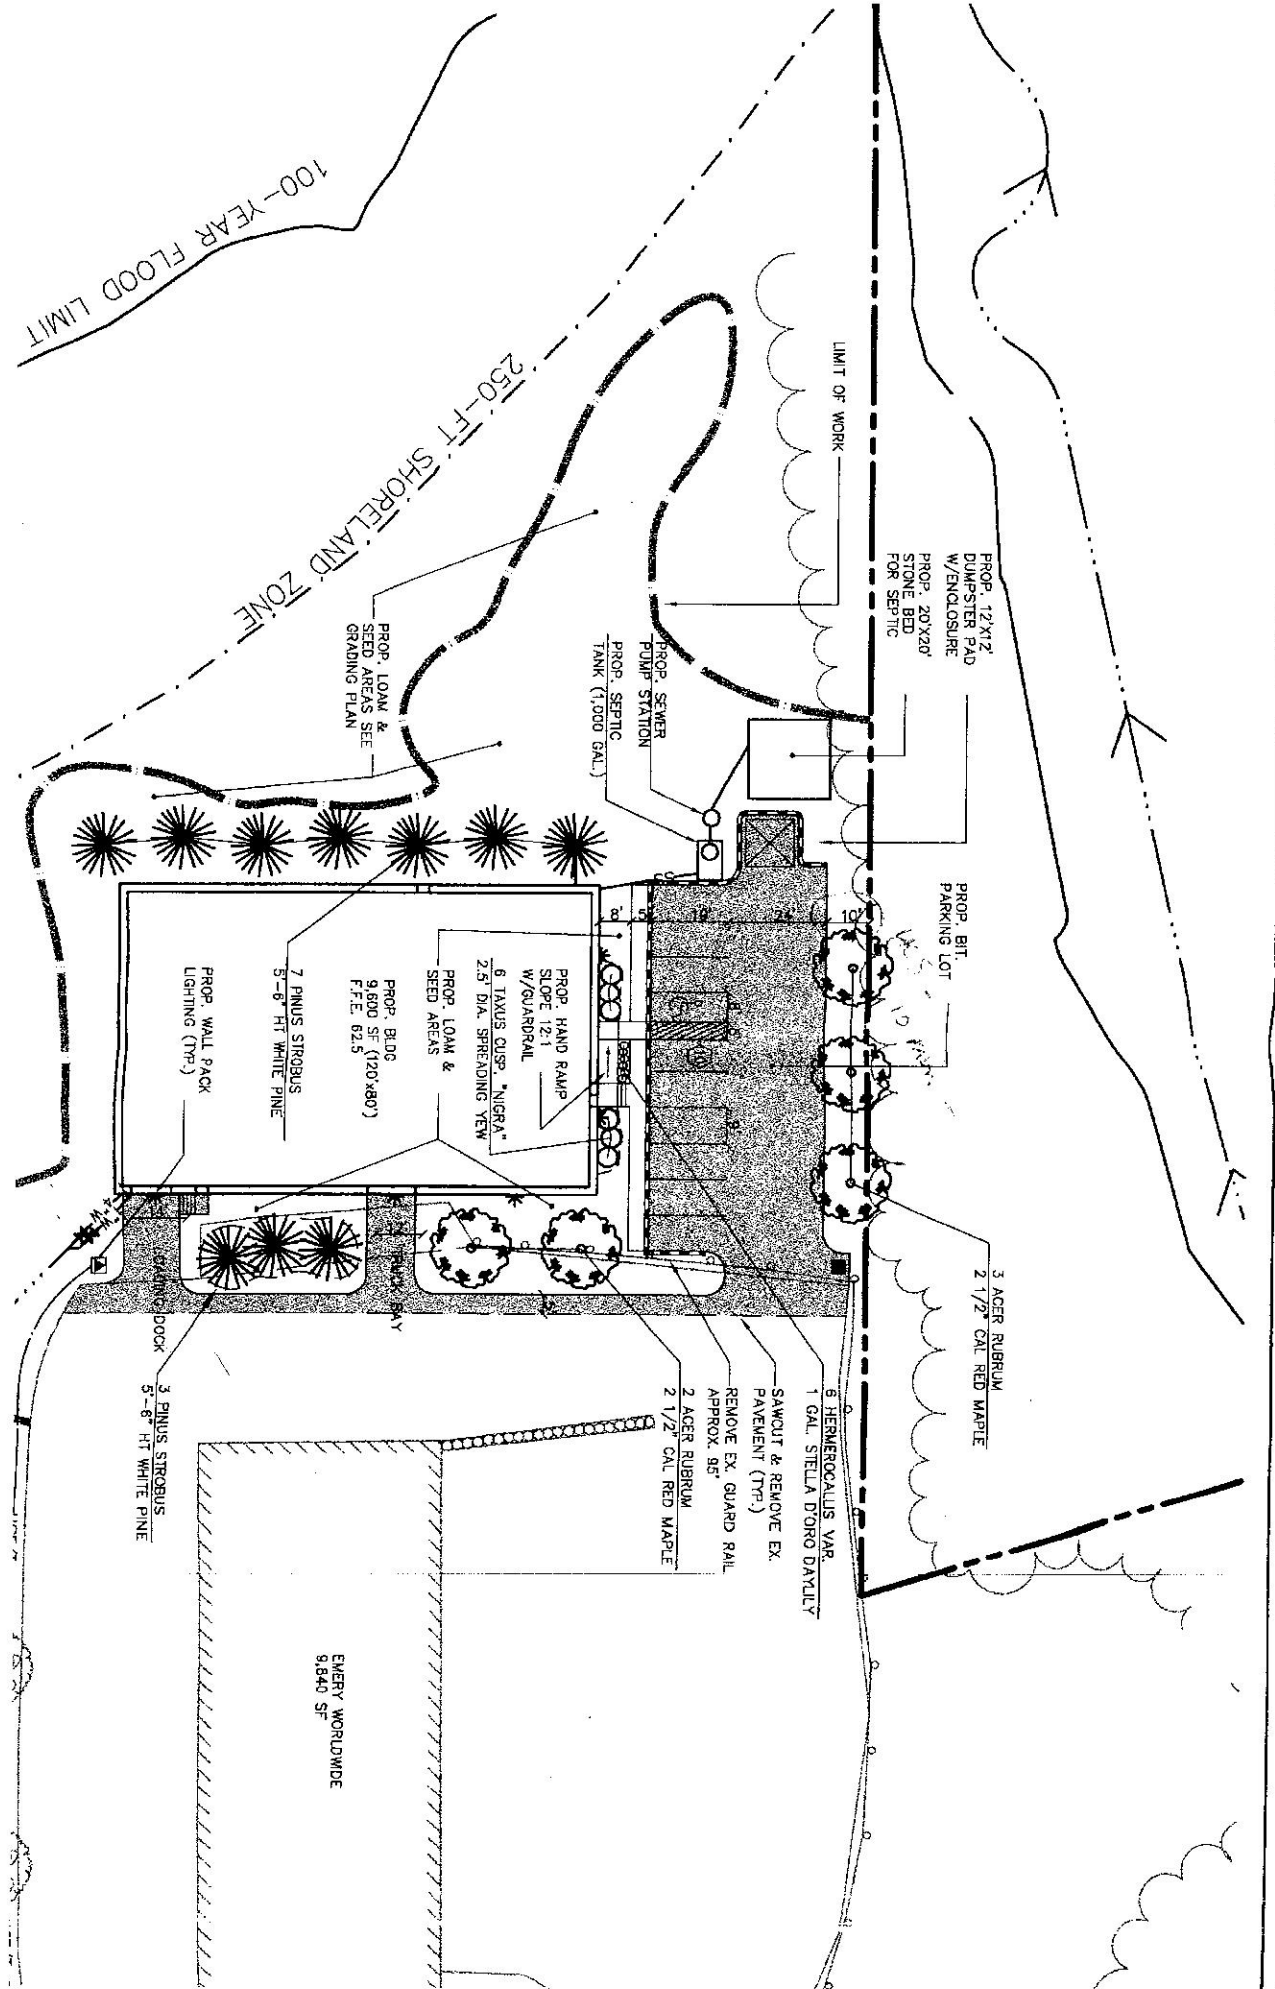 100-YEAR FLOOD LIMIT
250-FT SHORELAND ZONE
LIMIT OF WORK
PROP. 12'X12'
DUMPSTER PAD
W/ENCLOSURE
PROP. 20'X20'
STONE BED
FOR SEPTIC
PROP. SEWER
PUMP STATION
PROP. SEPTIC
TANK (1,000 GAL.)
PROP. LOAM &
SEED AREAS SEE
GRADING PLAN
PROP. BIT.
PARKING LOT
8'
5'
19'
24'
10'
PROP. HAND RAMP
SLOPE 12:1
W/GUARDRAIL
6 TAXUS CUSP. "NIGRA"
2.5' DIA. SPREADING YEW
PROP. LOAM &
SEED AREAS
PROP. BLDG
9,600 SF (120'x80')
F.F.E. 62.5
7 PINUS STROBUS
5'-6" HT WHITE PINE
PROP. WALL PACK
LIGHTING (TYP.)
3 ACER RUBRUM
2 1/2" CAL RED MAPLE
6 HERMEROCALLIS VAR.
1 GAL. STELLA D'ORO DAYLILY
SAWCUT & REMOVE EX.
PAVEMENT (TYP.)
REMOVE EX. GUARD RAIL
APPROX 95'
2 ACER RUBRUM
2 1/2" CAL RED MAPLE
TRUCK BAY
LOADING DOCK
3 PINUS STROBUS
5'-6" HT WHITE PINE
EMERY WORLDWIDE
9,840 SF